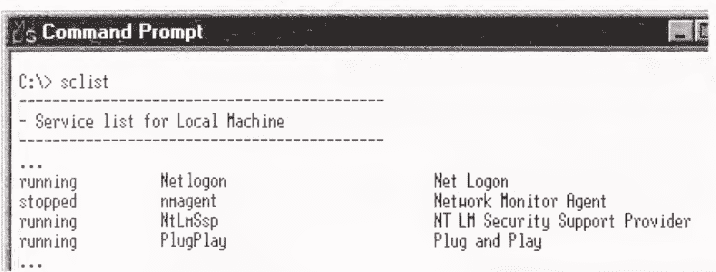 Command Prompt
C:\> sclist
--------------------------------------------
- Service list for Local Machine
--------------------------------------------
...
running Netlogon Net Logon
stopped nmagent Network Monitor Agent
running NtLmSsp NT LM Security Support Provider
running PlugPlay Plug and Play
...